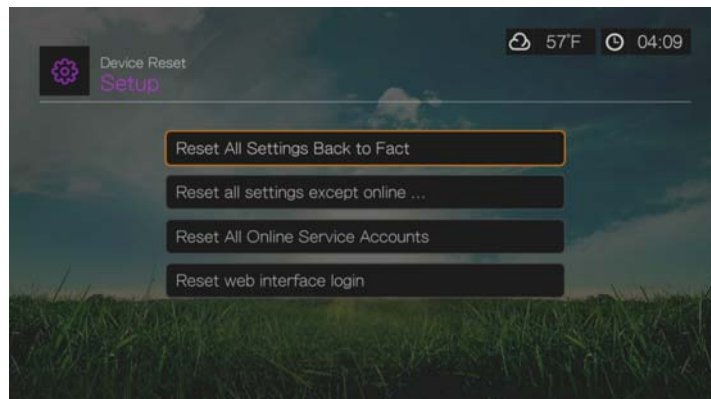 57°F 04:09
Device Reset
Setup
Reset All Settings Back to Fact
Reset all settings except online ...
Reset All Online Service Accounts
Reset web interface login